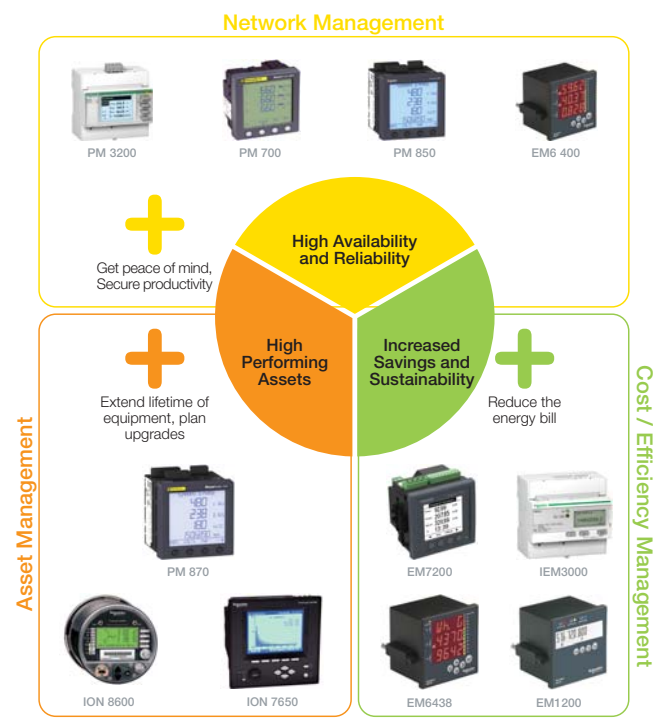 Network Management
PM 3200
PM 700
PM 850
EM6 400
High Availability
and Reliability
Get peace of mind,
Secure productivity
High
Performing
Assets
Increased
Savings and
Sustainability
Extend lifetime of
equipment, plan
upgrades
Reduce the
energy bill
Asset Management
Cost / Efficiency Management
PM 870
EM7200
IEM3000
ION 8600
ION 7650
EM6438
EM1200